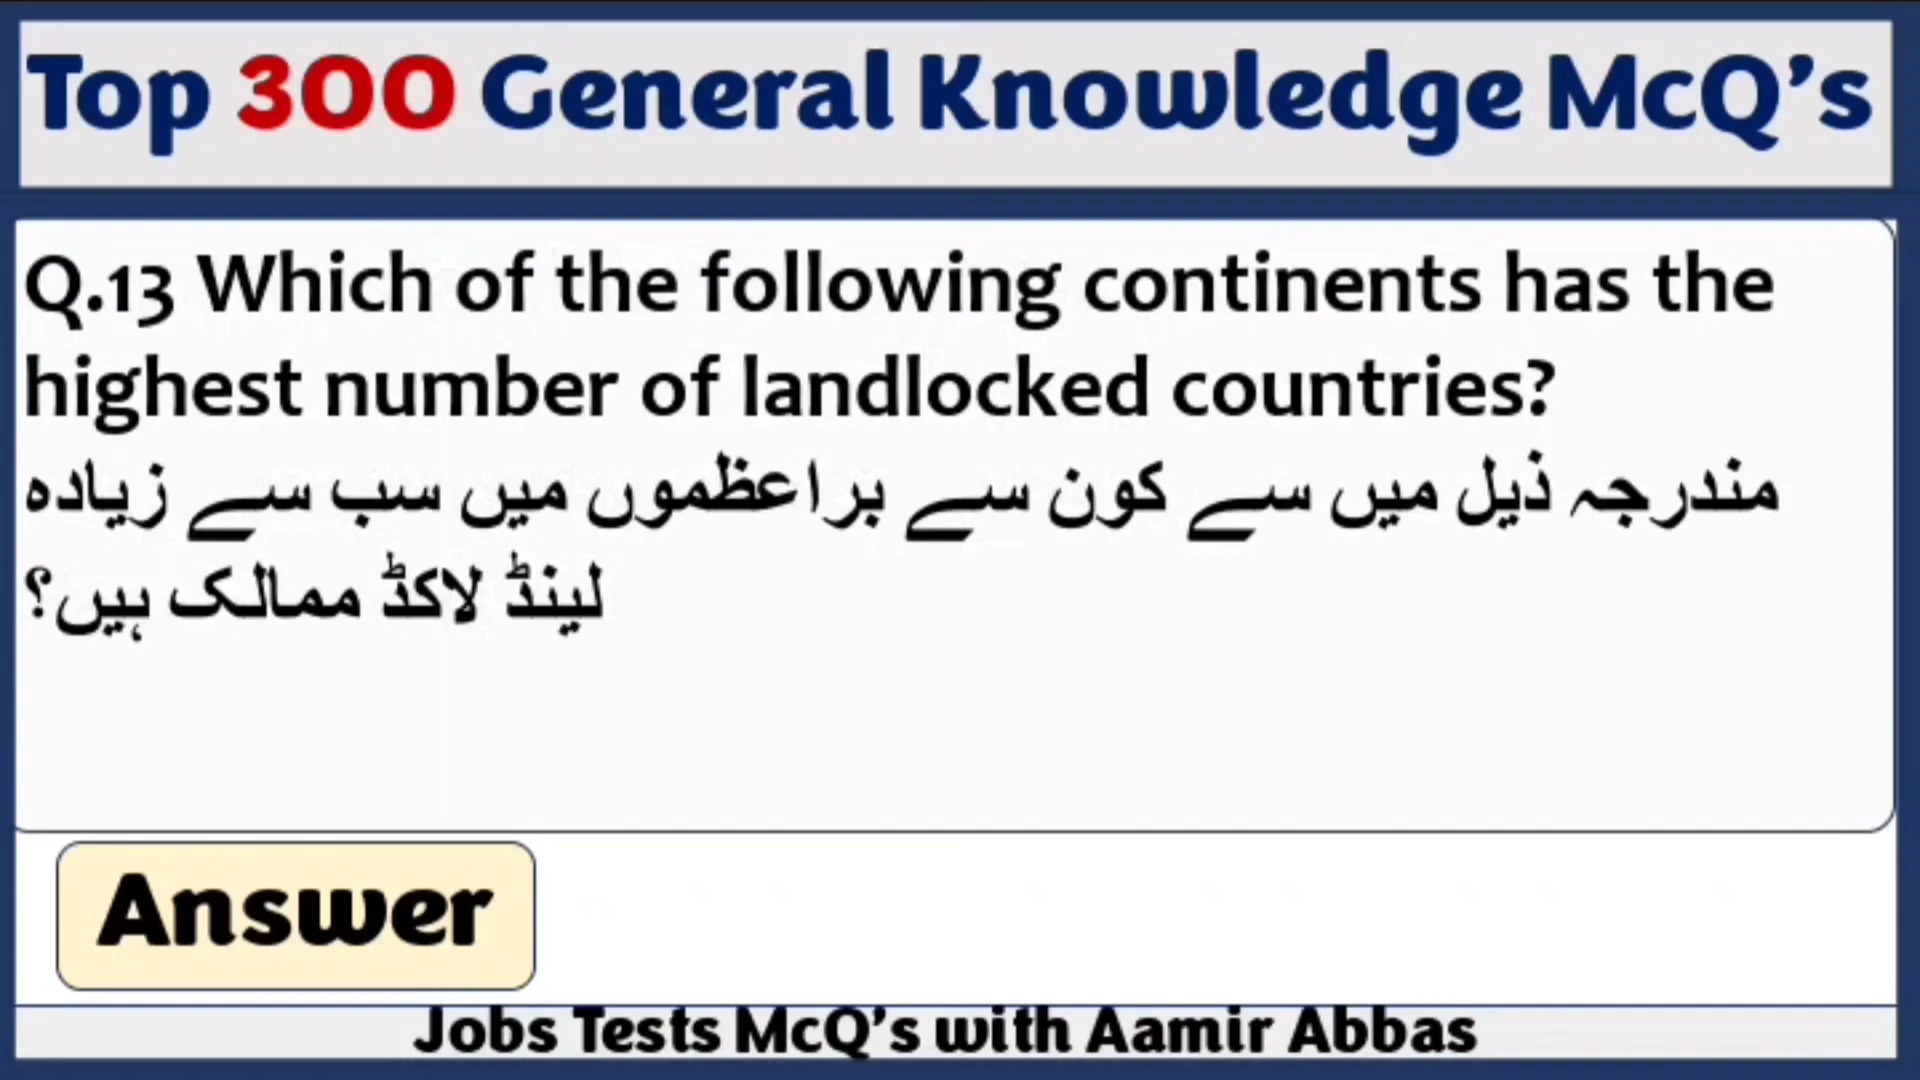 Top 300 General Knowledge McQ's
Q.13 Which of the following continents has the
highest number of landlocked countries?
مندرجہ ذیل میں سے کون سے براعظموں میں سب سے زیادہ
لینڈ لاکڈ ممالک ہیں؟
Answer
Jobs Tests McQ's with Aamir Abbas